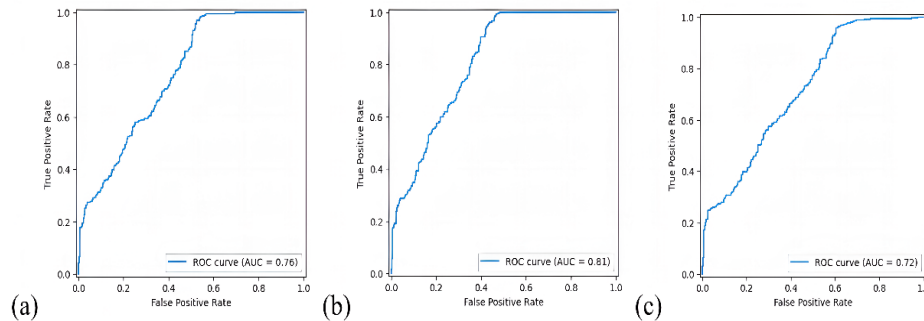 1.0
0.8
0.6
0.4
0.2
0.0
True Positive Rate
ROC curve (AUC = 0.76)
0.0 0.2 0.4 0.6 0.8 1.0
False Positive Rate
(a)
1.0
0.8
0.6
0.4
0.2
0.0
True Positive Rate
ROC curve (AUC = 0.81)
0.0 0.2 0.4 0.6 0.8 1.0
False Positive Rate
(b)
1.0
0.8
0.6
0.4
0.2
0.0
True Positive Rate
ROC curve (AUC = 0.72)
0.0 0.2 0.4 0.6 0.8 1.0
False Positive Rate
(c)